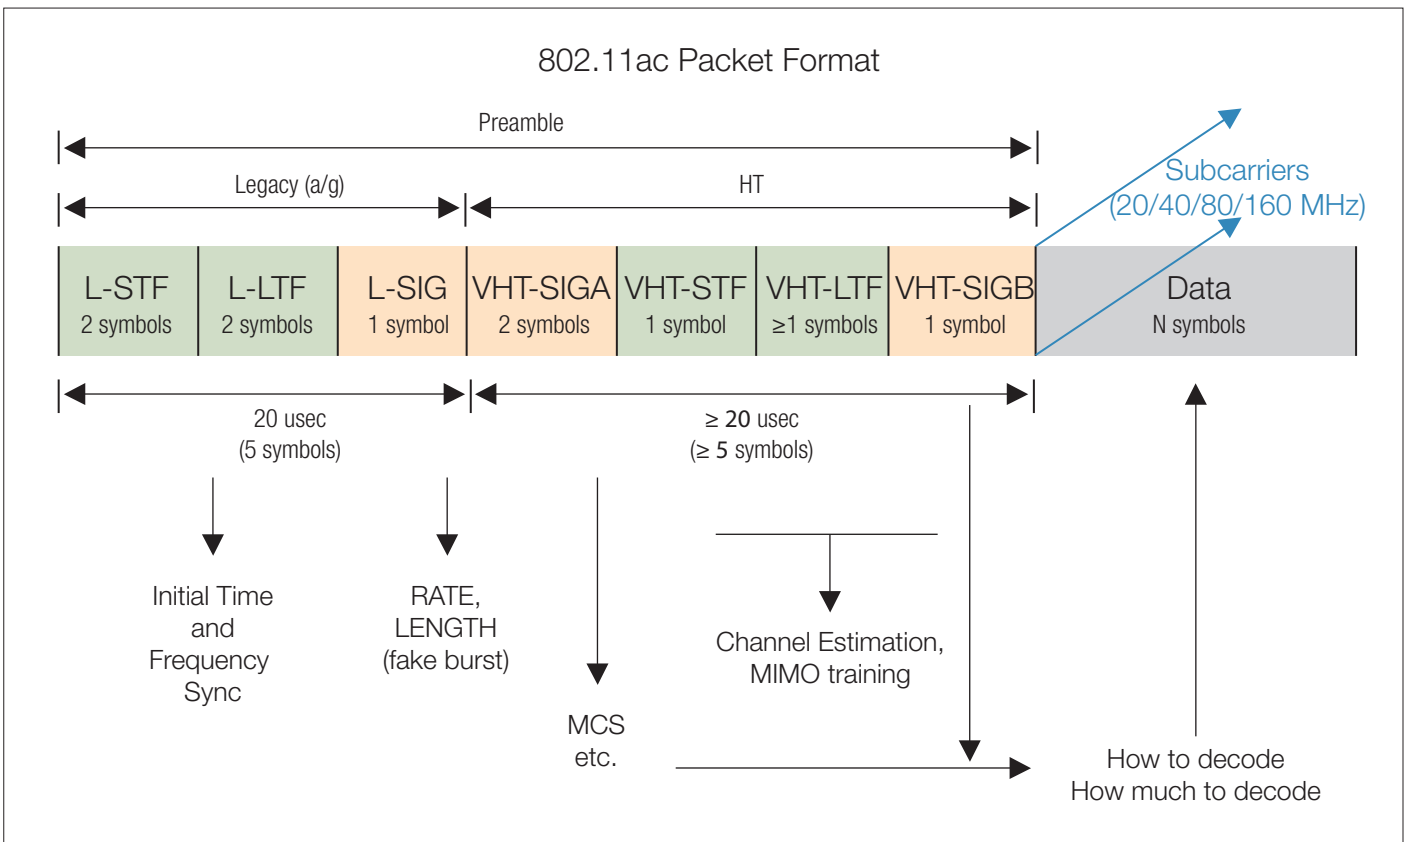 802.11ac Packet Format
Preamble
Legacy (a/g)
HT
Subcarriers
(20/40/80/160 MHz)
L-STF
2 symbols
L-LTF
2 symbols
L-SIG
1 symbol
VHT-SIGA
2 symbols
VHT-STF
1 symbol
VHT-LTF
≥1 symbols
VHT-SIGB
1 symbol
Data
N symbols
20 usec
(5 symbols)
≥ 20 usec
(≥ 5 symbols)
Initial Time
and
Frequency
Sync
RATE,
LENGTH
(fake burst)
MCS
etc.
Channel Estimation,
MIMO training
How to decode
How much to decode